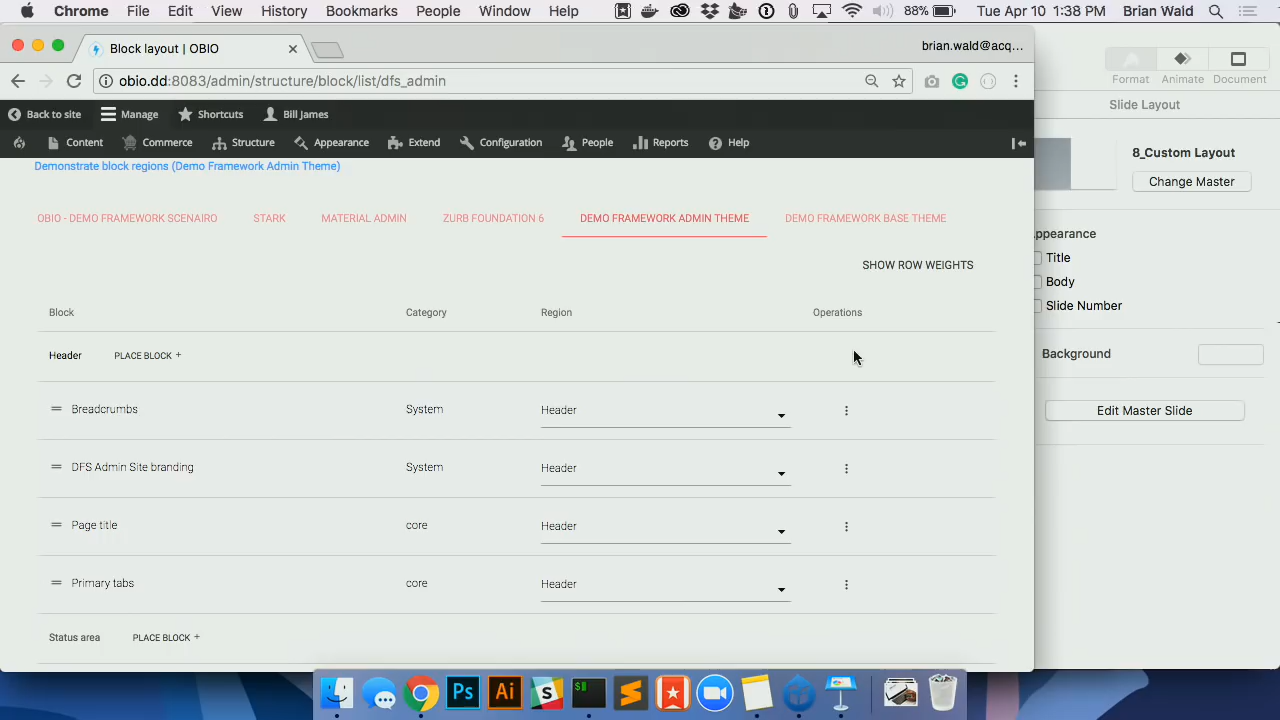 Chrome File Edit View History Bookmarks People Window Help 88% Tue Apr 10 1:38 PM Brian Wald
Block layout | OBIO brian.wald@acq...
obio.dd:8083/admin/structure/block/list/dfs_admin
Back to site Manage Shortcuts Bill James
Content Commerce Structure Appearance Extend Configuration People Reports Help
Demonstrate block regions (Demo Framework Admin Theme)
OBIO - DEMO FRAMEWORK SCENAIRO STARK MATERIAL ADMIN ZURB FOUNDATION 6 DEMO FRAMEWORK ADMIN THEME DEMO FRAMEWORK BASE THEME
SHOW ROW WEIGHTS
Block Category Region Operations
Header PLACE BLOCK +
Breadcrumbs System Header
DFS Admin Site branding System Header
Page title core Header
Primary tabs core Header
Status area PLACE BLOCK +
Format Animate Document
Slide Layout
8_Custom Layout
Change Master
ppearance
Title
Body
Slide Number
Background
Edit Master Slide
Ps Ai S $